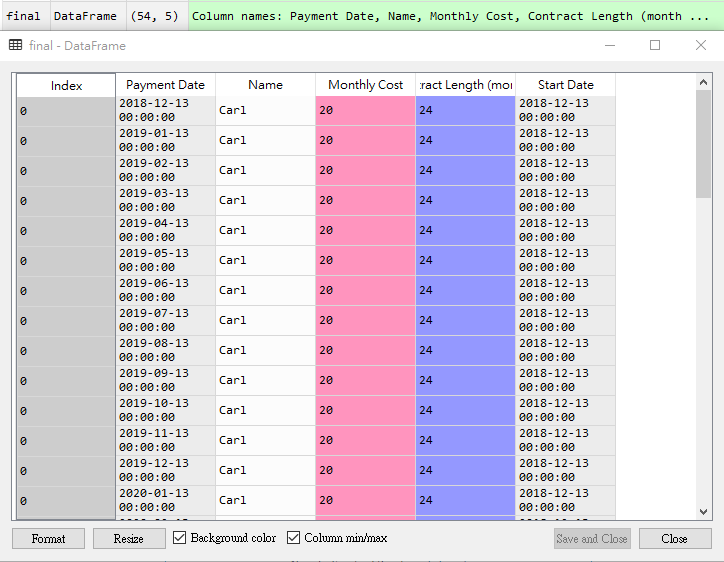 final DataFrame (54, 5) Column names: Payment Date, Name, Monthly Cost, Contract Length (month ...
final - DataFrame
Index Payment Date Name Monthly Cost :ract Length (moı Start Date
0 2018-12-13 00:00:00 Carl 20 24 2018-12-13 00:00:00
0 2019-01-13 00:00:00 Carl 20 24 2018-12-13 00:00:00
0 2019-02-13 00:00:00 Carl 20 24 2018-12-13 00:00:00
0 2019-03-13 00:00:00 Carl 20 24 2018-12-13 00:00:00
0 2019-04-13 00:00:00 Carl 20 24 2018-12-13 00:00:00
0 2019-05-13 00:00:00 Carl 20 24 2018-12-13 00:00:00
0 2019-06-13 00:00:00 Carl 20 24 2018-12-13 00:00:00
0 2019-07-13 00:00:00 Carl 20 24 2018-12-13 00:00:00
0 2019-08-13 00:00:00 Carl 20 24 2018-12-13 00:00:00
0 2019-09-13 00:00:00 Carl 20 24 2018-12-13 00:00:00
0 2019-10-13 00:00:00 Carl 20 24 2018-12-13 00:00:00
0 2019-11-13 00:00:00 Carl 20 24 2018-12-13 00:00:00
0 2019-12-13 00:00:00 Carl 20 24 2018-12-13 00:00:00
0 2020-01-13 00:00:00 Carl 20 24 2018-12-13 00:00:00
Format Resize Background color Column min/max Save and Close Close